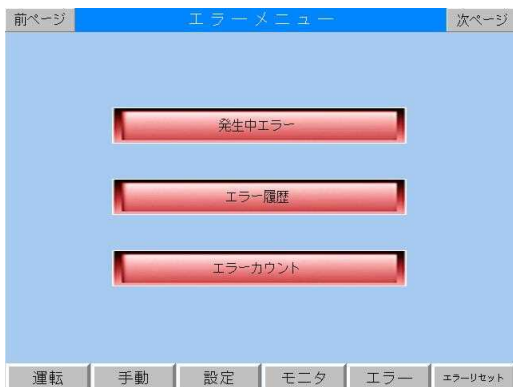 前ページ エラーメニュー 次ページ
発生中エラー
エラー履歴
エラーカウント
運転 手動 設定 モニタ エラー エラーリセット